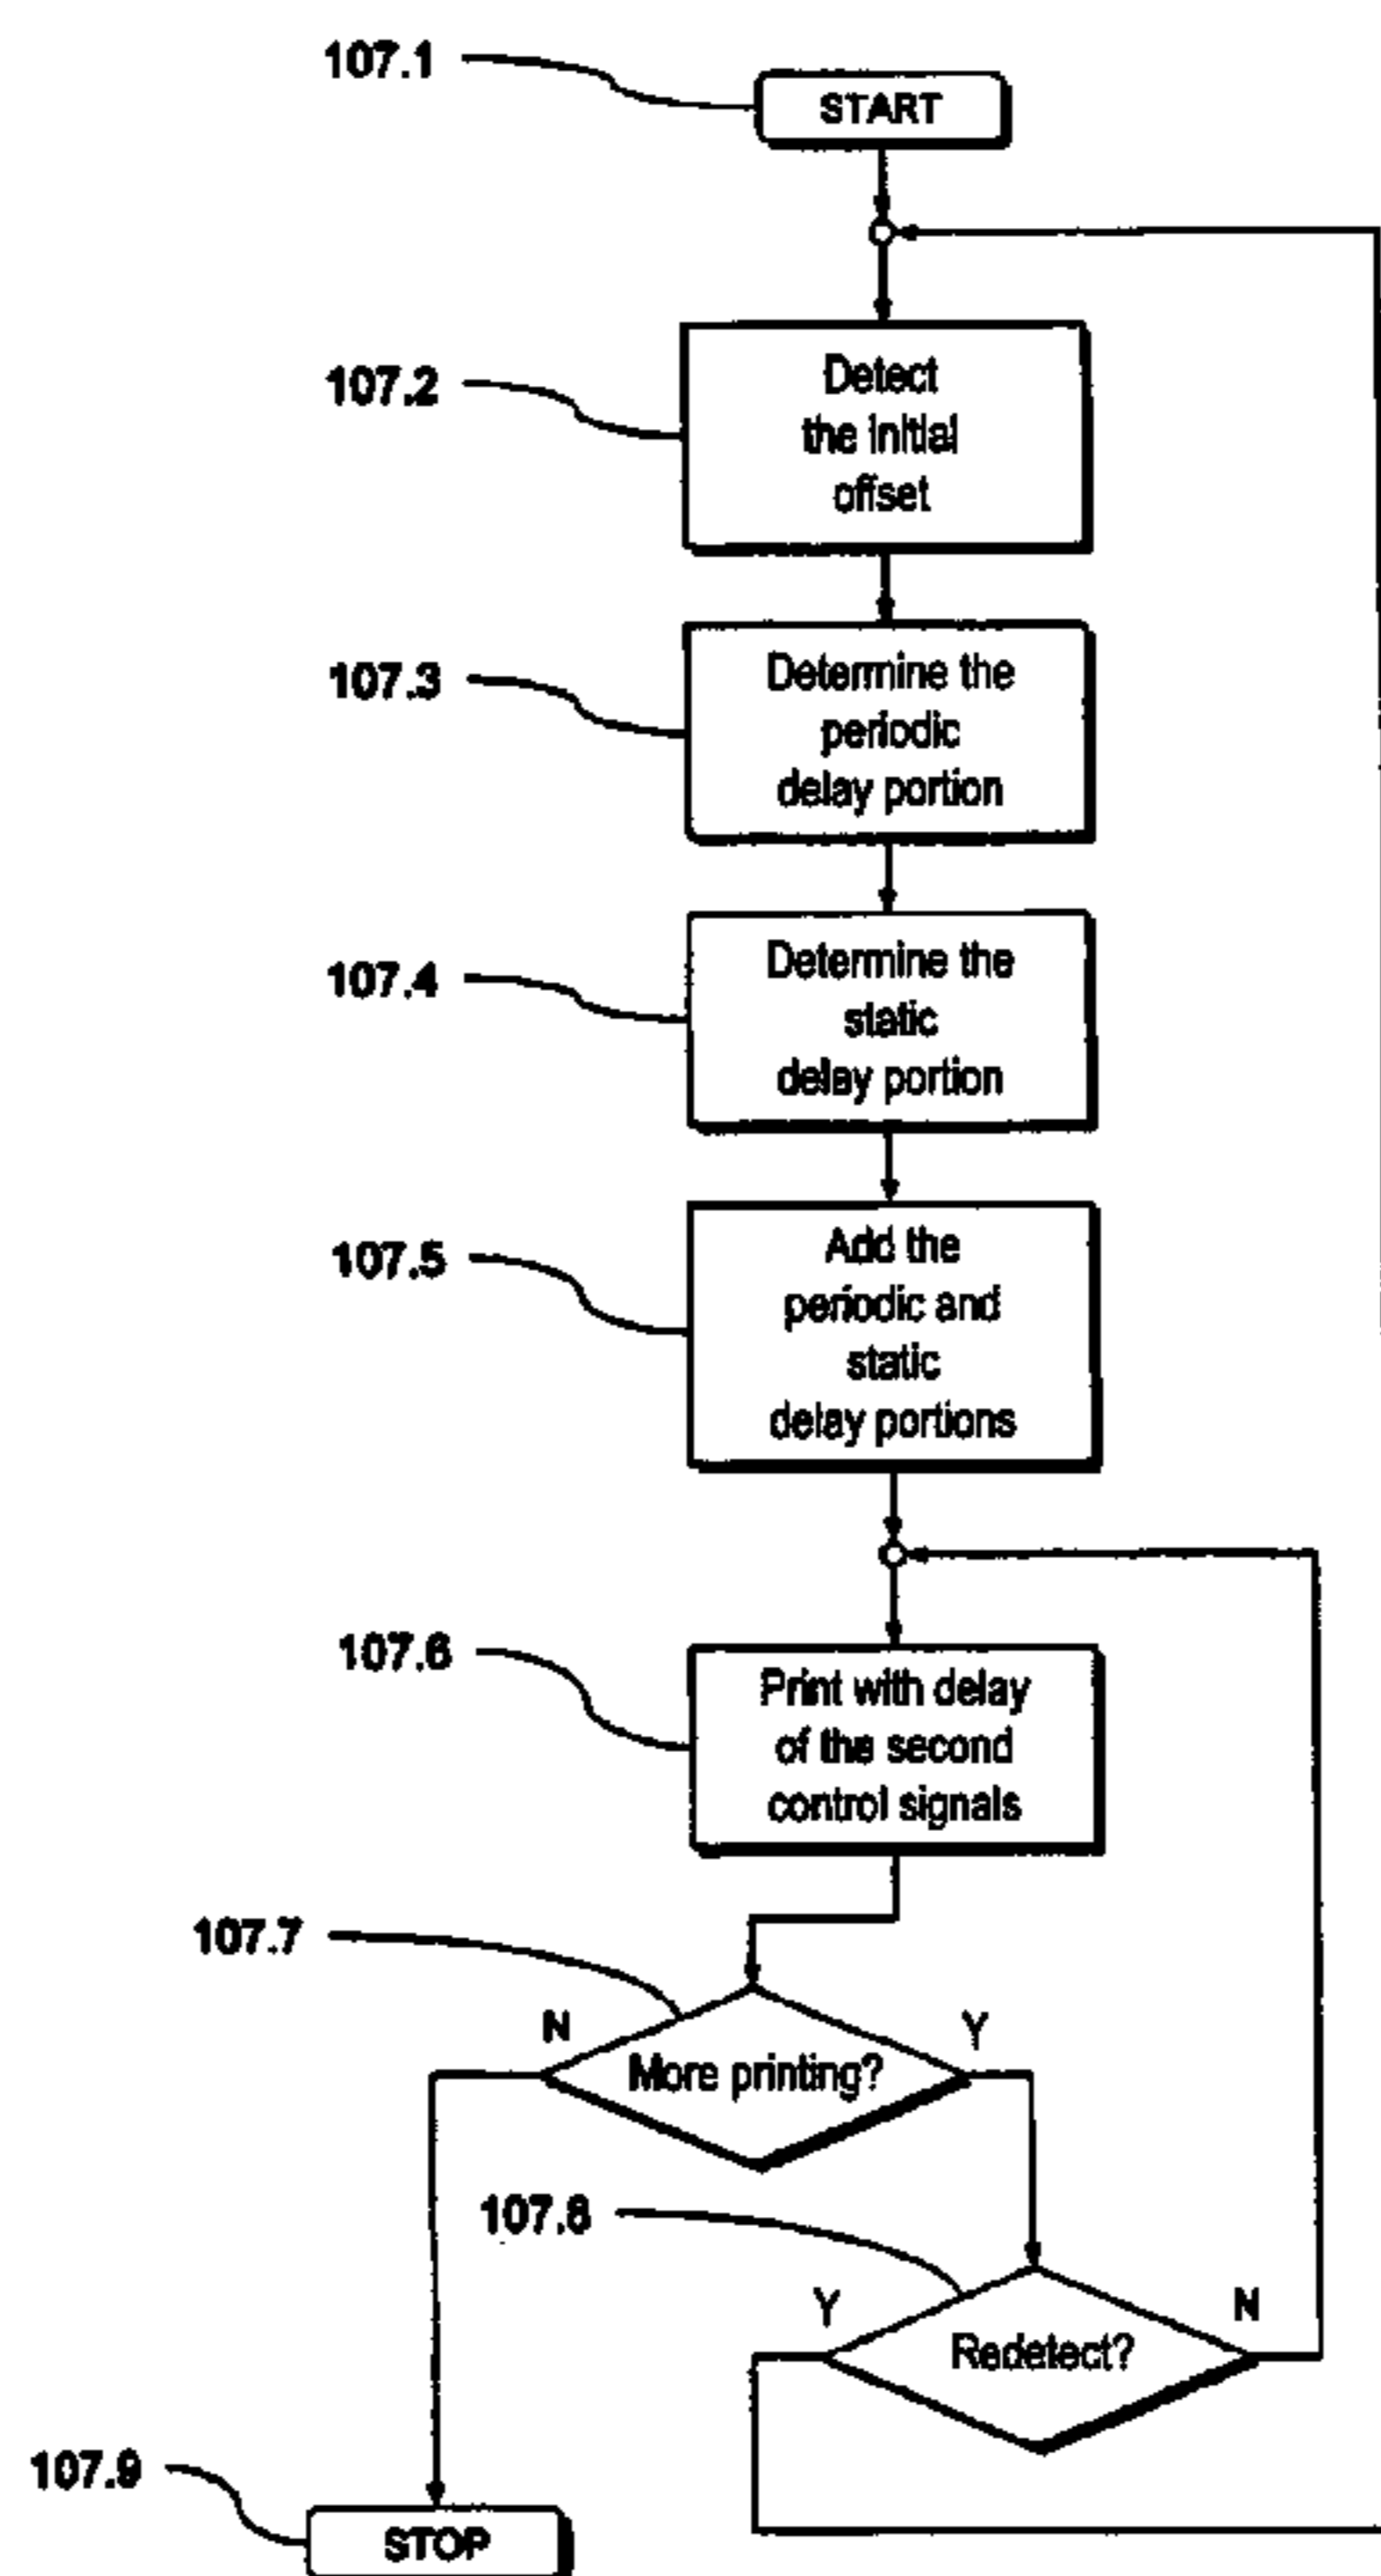 107.1
START
107.2
Detect
the initial
offset
107.3
Determine the
periodic
delay portion
107.4
Determine the
static
delay portion
107.5
Add the
periodic and
static
delay portions
107.6
Print with delay
of the second
control signals
107.7
N
Y
More printing?
107.8
Y
N
Redetect?
107.9
STOP